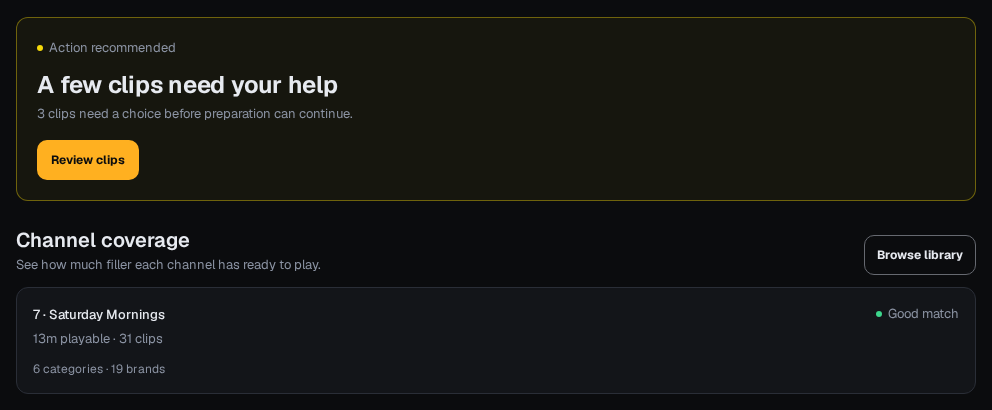 Action recommended
A few clips need your help
3 clips need a choice before preparation can continue.
Review clips
Channel coverage
See how much filler each channel has ready to play.
Browse library
7 · Saturday Mornings
Good match
13m playable · 31 clips
6 categories · 19 brands